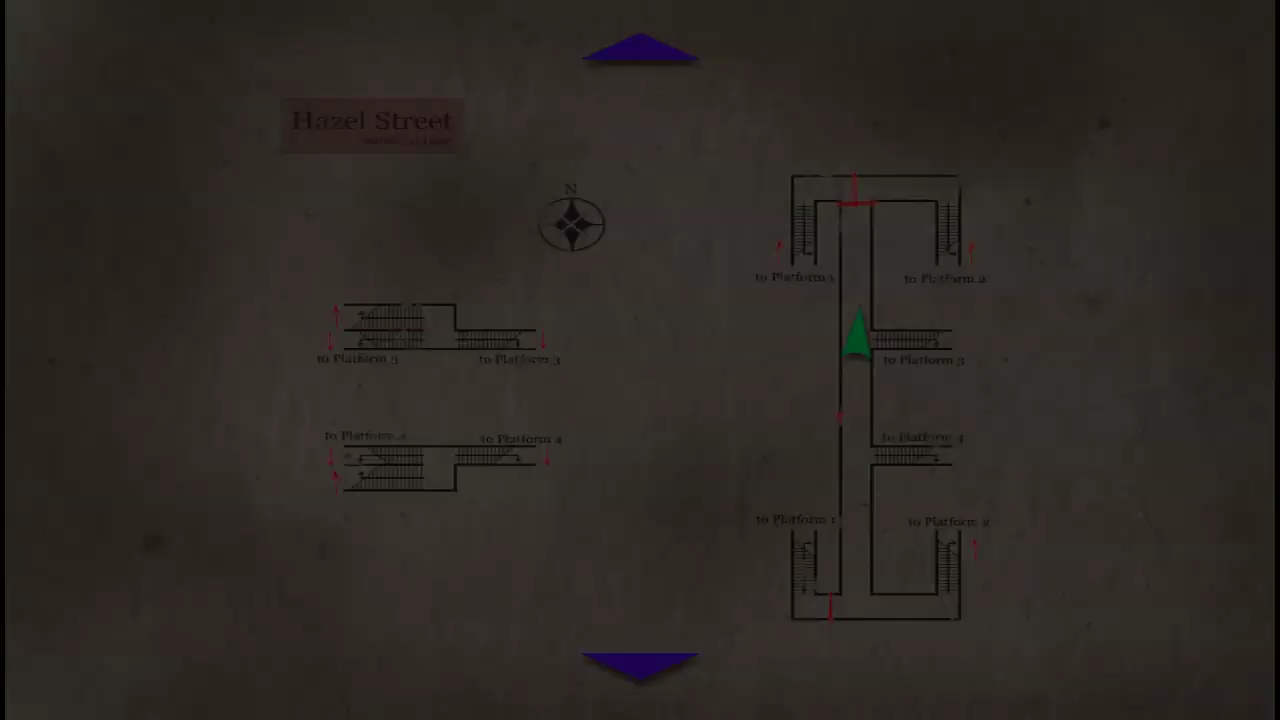 Hazel Street
N
to Platform 1
to Platform 2
to Platform 3
to Platform 3
to Platform 3
to Platform
to Platform 4
to Platform 4
to Platform 1
to Platform 2